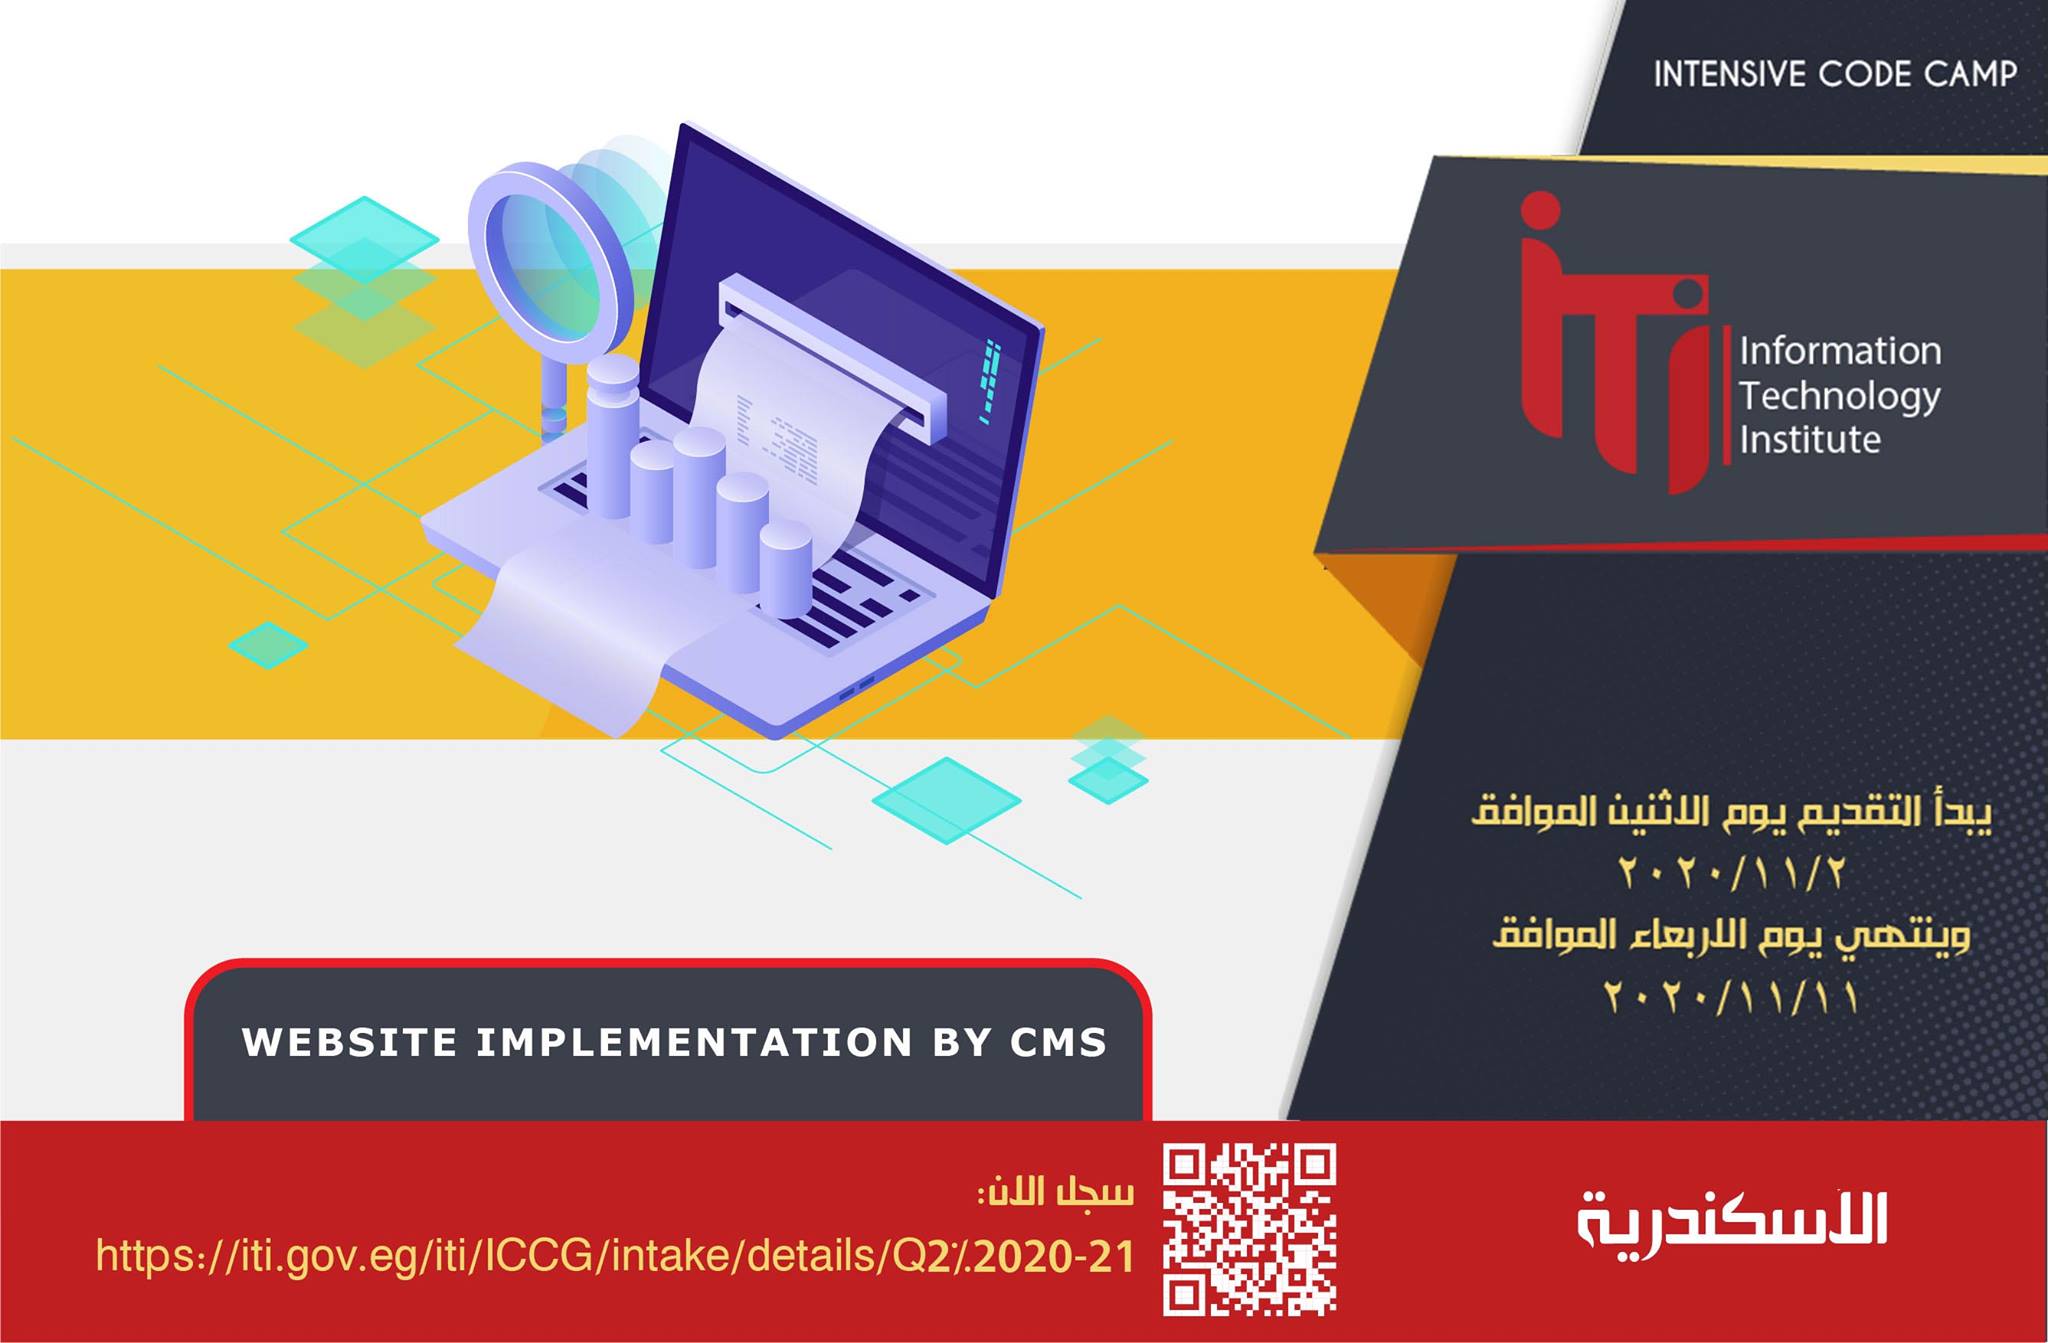 INTENSIVE CODE CAMP
iTi
Information
Technology
Institute
يبدأ التقديم يوم الاثنين الموافق
٢٠٢٠/١١/٢
وينتهي يوم الاربعاء الموافق
٢٠٢٠/١١/١١
WEBSITE IMPLEMENTATION BY CMS
سجل الان:
https://iti.gov.eg/iti/ICCG/intake/details/Q2٪2020-21
الأسكندرية